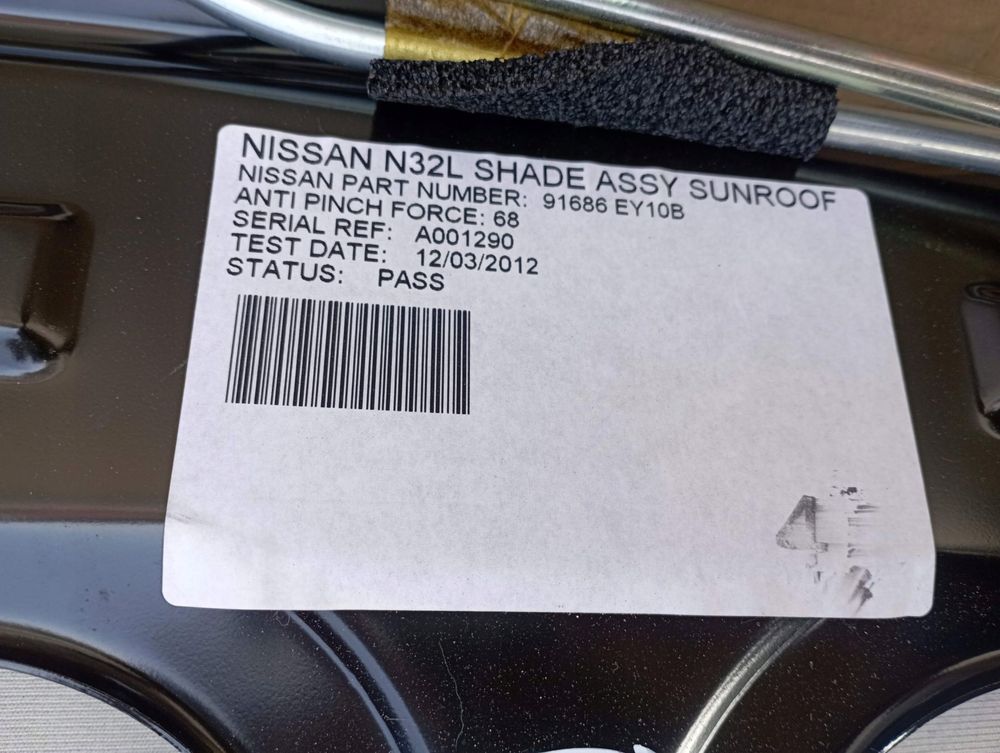 NISSAN N32L SHADE ASSY SUNROOF
NISSAN PART NUMBER: 91686 EY10B
ANTI PINCH FORCE: 68
SERIAL REF: A001290
TEST DATE: 12/03/2012
STATUS: PASS
4